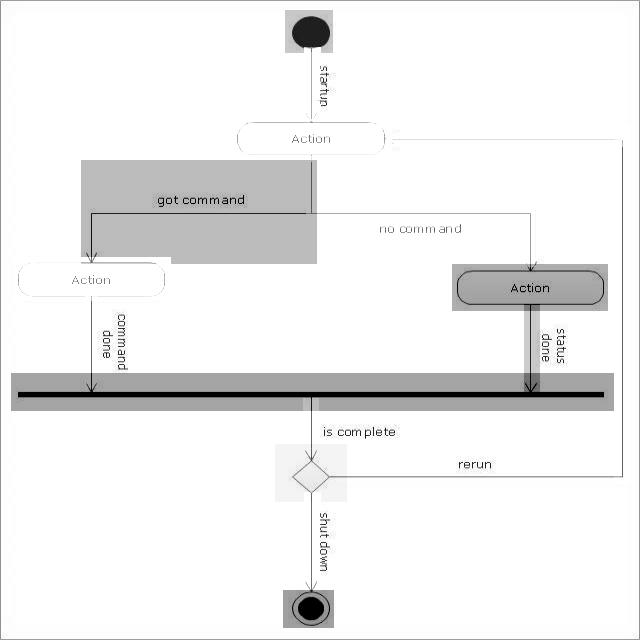 startup
Action
got command
no command
Action
Action
command
done
status
done
is complete
rerun
shut down